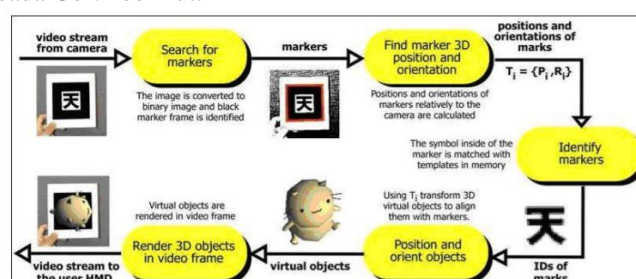 video stream
from camera
Search for
markers
markers
Find marker 3D
position and
orientation
positions and
orientations of
marks
Ti = {Pi,Ri}
The image is converted to
binary image and black
marker frame is identified
天
天
Positions and orientations of
markers relatively to the
camera are calculated
The symbol inside of the
marker is matched with
templates in memory
Identify
markers
天
IDs of
marks
Using Ti transform 3D
virtual objects to align
them with markers.
Position and
orient objects
virtual objects
Virtual objects are
rendered in video frame
Render 3D objects
in video frame
video stream to
the user HMD